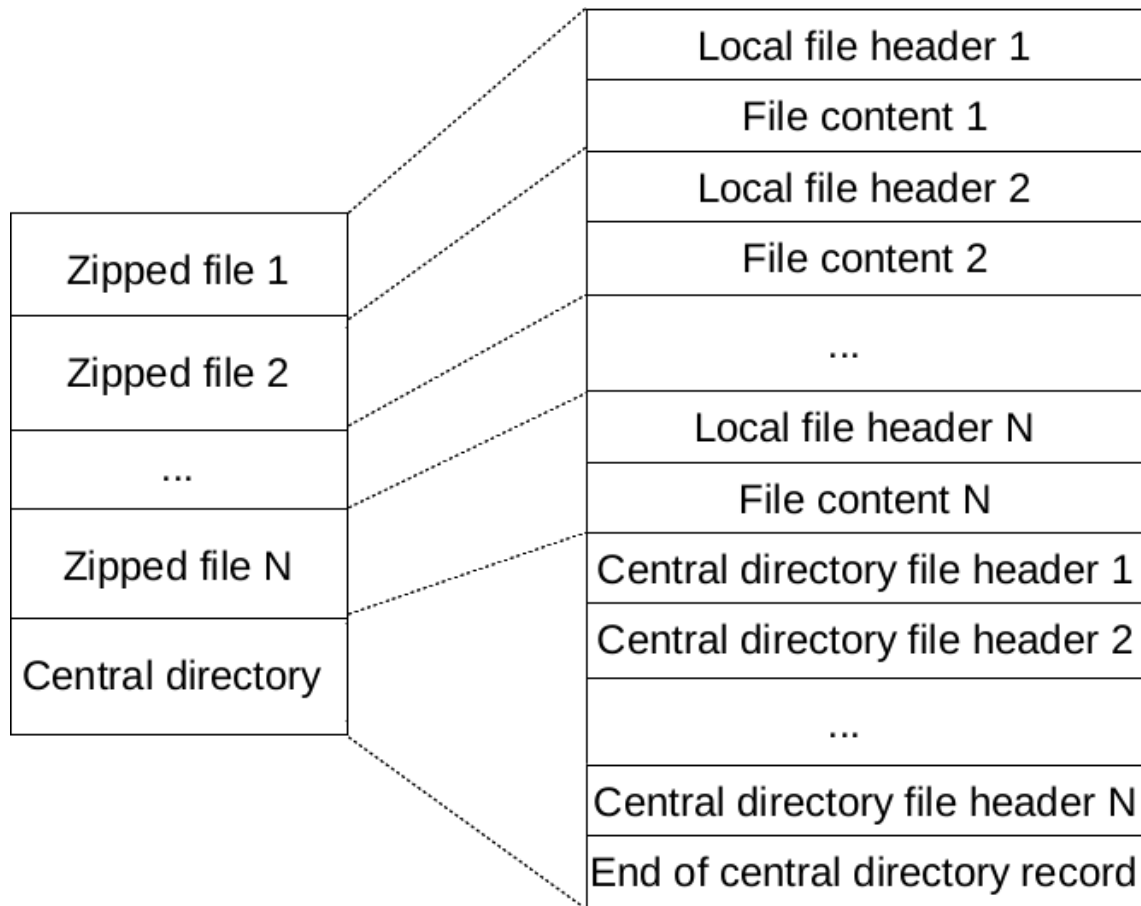 Zipped file 1
Zipped file 2
...
Zipped file N
Central directory
Local file header 1
File content 1
Local file header 2
File content 2
...
Local file header N
File content N
Central directory file header 1
Central directory file header 2
...
Central directory file header N
End of central directory record